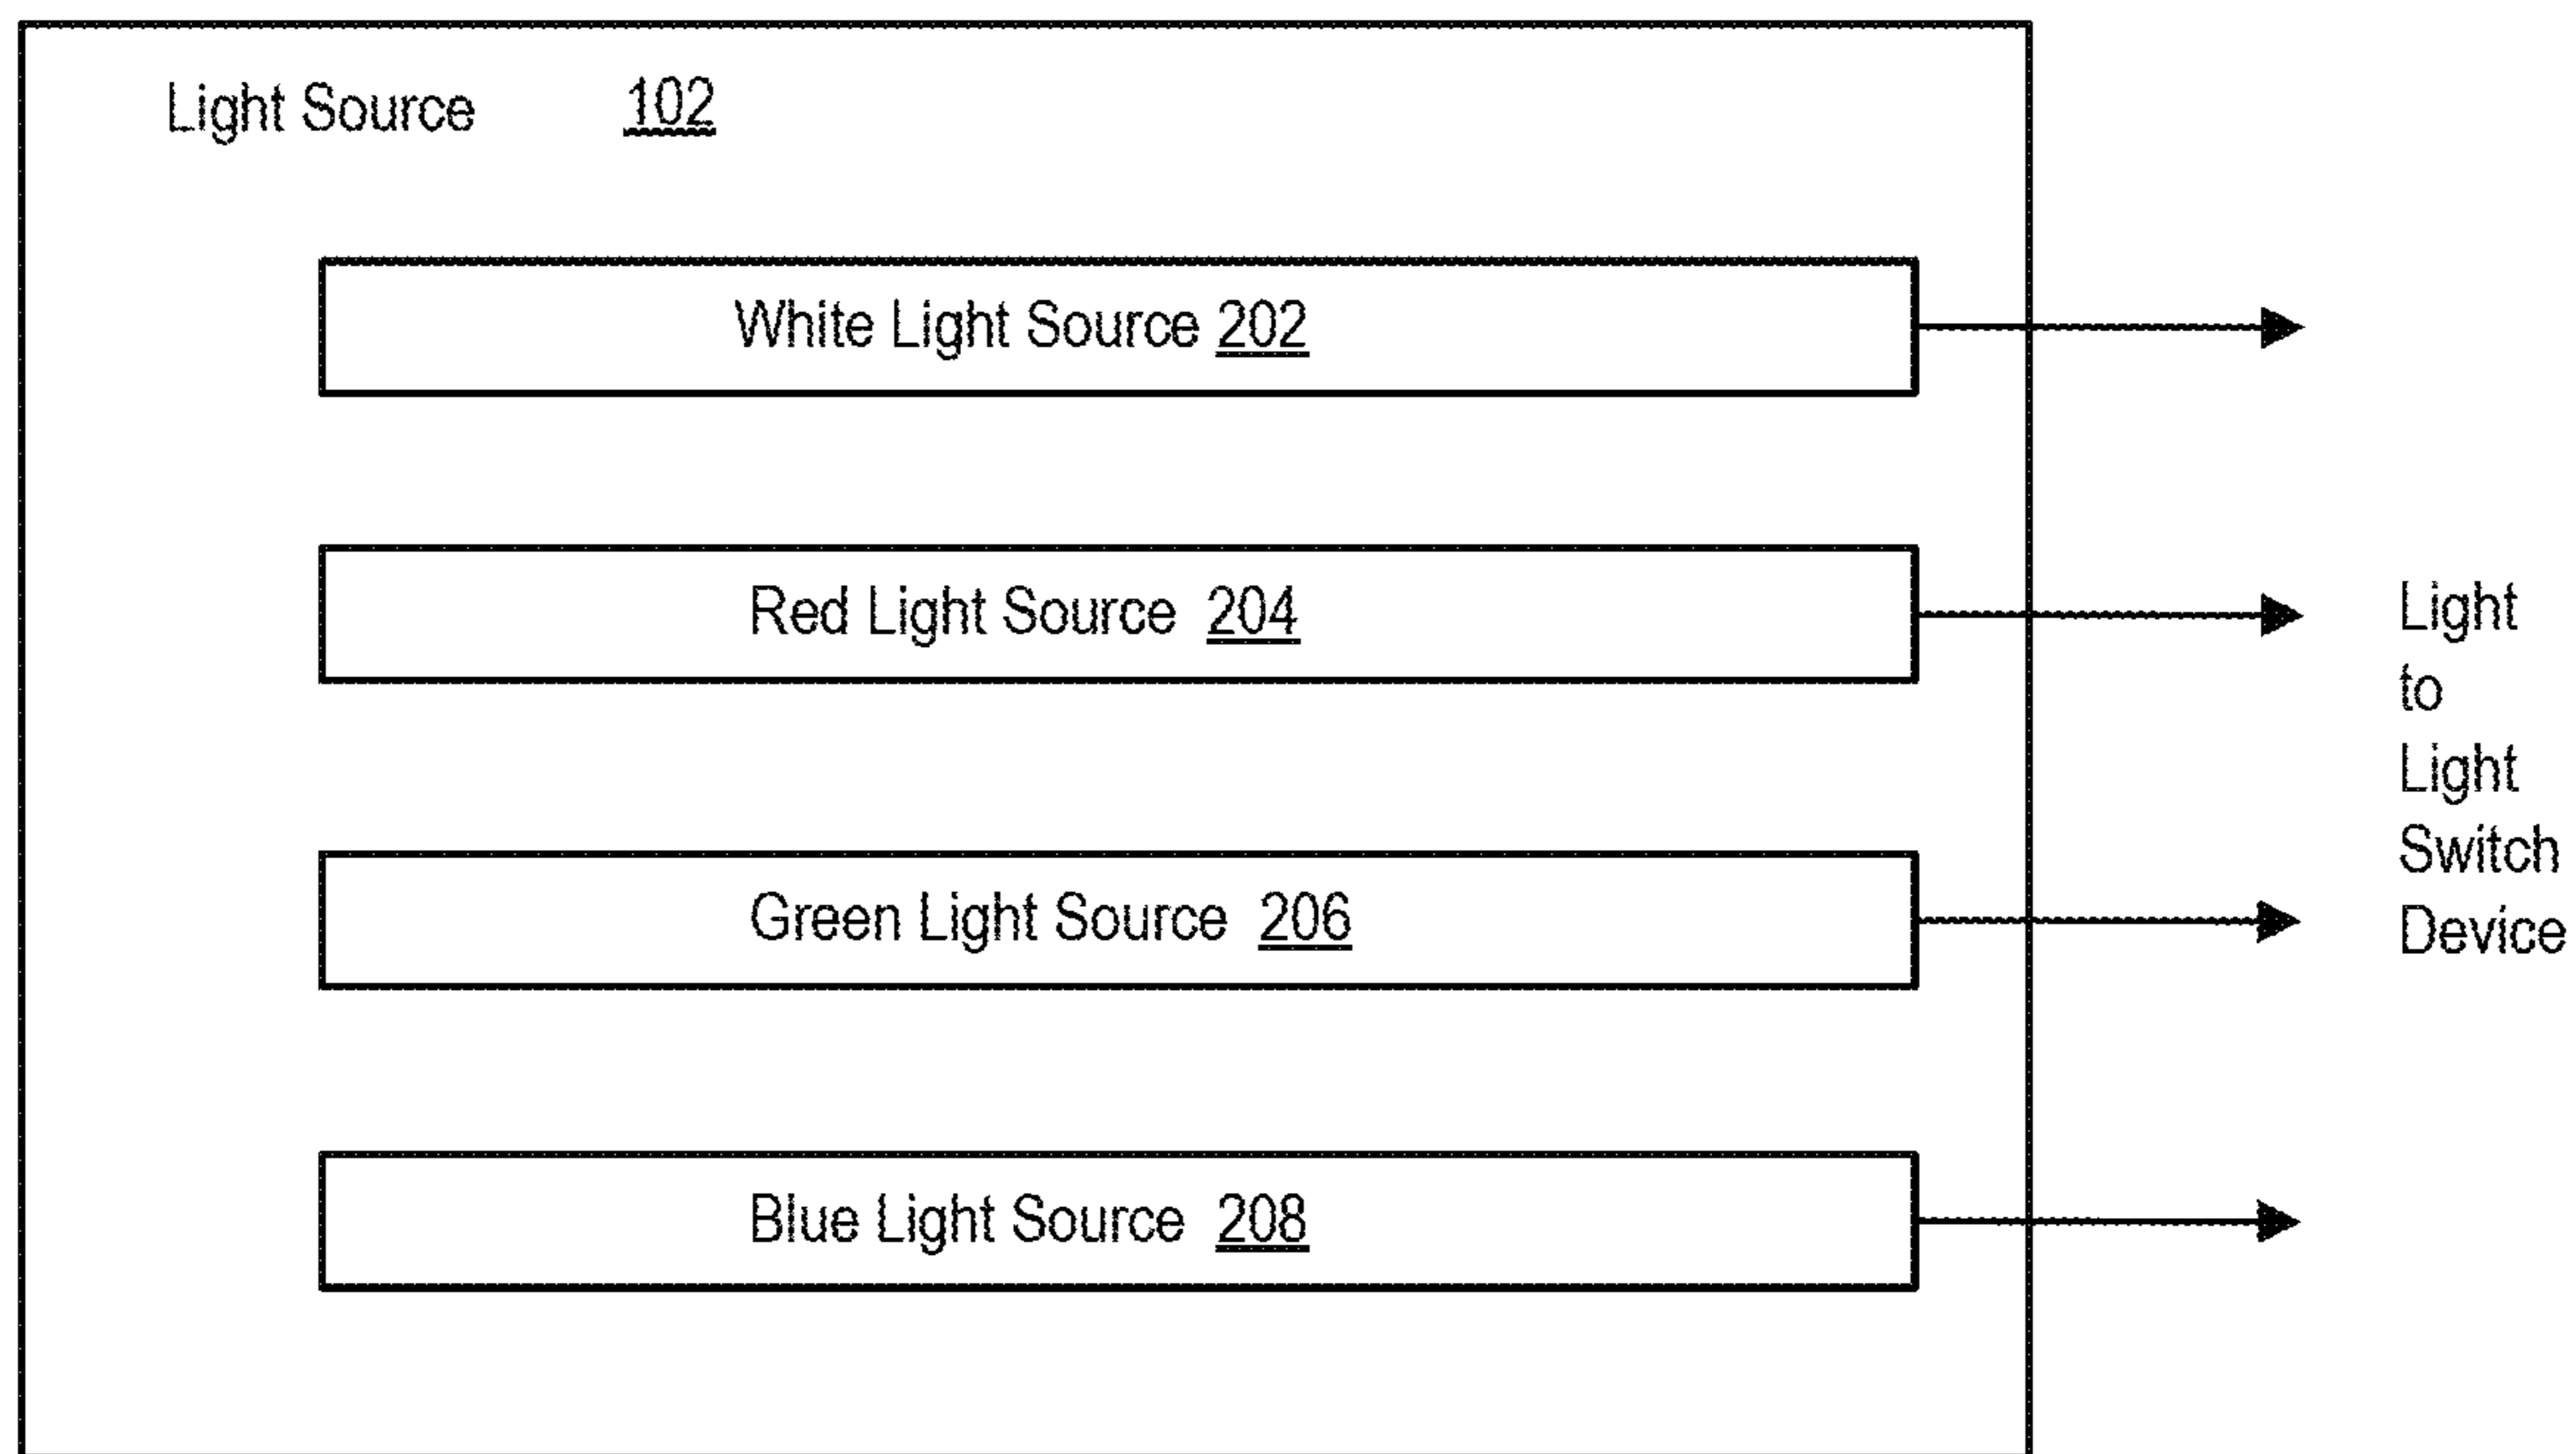 Light Source 102
White Light Source 202
Red Light Source 204
Green Light Source 206
Blue Light Source 208
Light
to
Light
Switch
Device